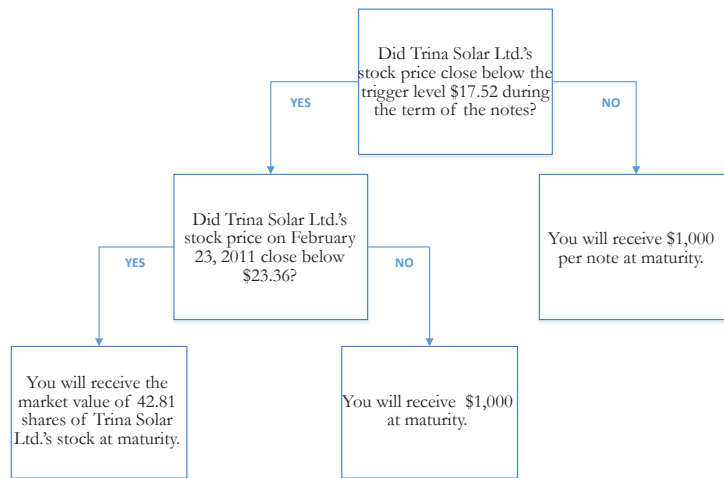 Did Trina Solar Ltd.'s
stock price close below the
trigger level $17.52 during
the term of the notes?
YES
NO
Did Trina Solar Ltd.'s
stock price on February
23, 2011 close below
$23.36?
You will receive $1,000
per note at maturity.
YES
NO
You will receive the
market value of 42.81
shares of Trina Solar
Ltd.'s stock at maturity.
You will receive $1,000
at maturity.